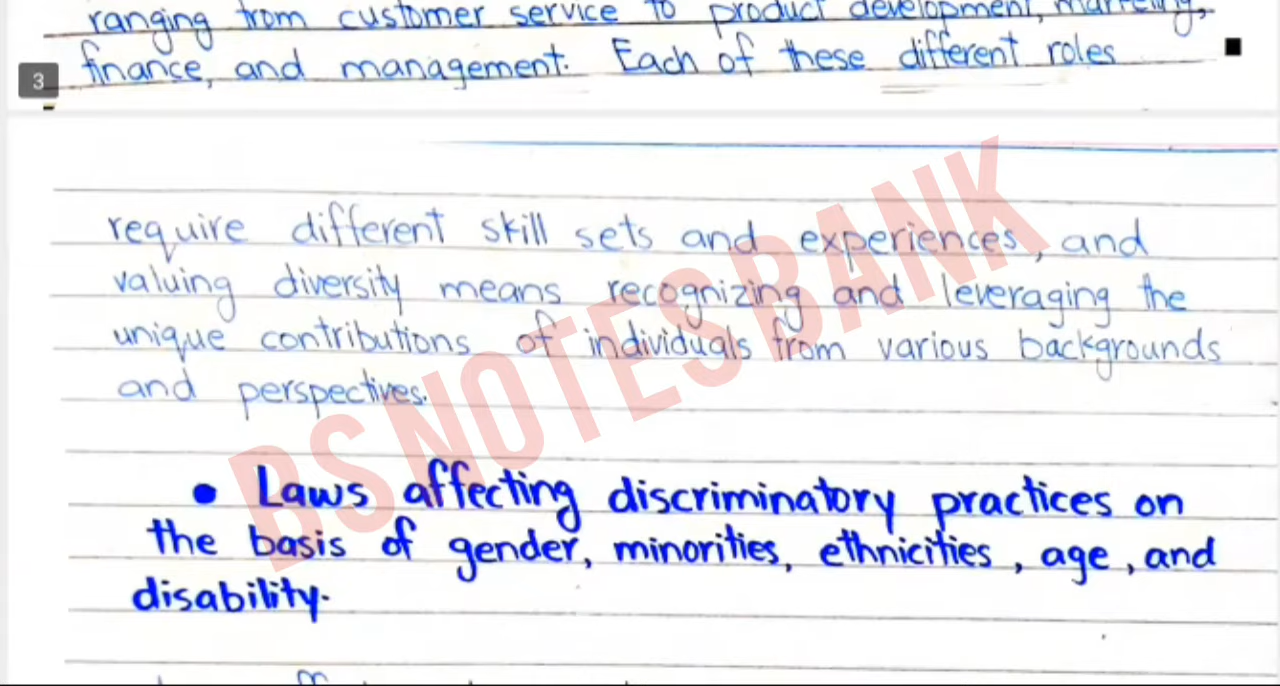 ranging from customer service to product development, marketing,
finance, and management. Each of these different roles
3
require different skill sets and experiences, and
valuing diversity means recognizing and leveraging the
unique contributions of individuals from various backgrounds
and perspectives.
BSNOTESBANK
• Laws affecting discriminatory practices on
the basis of gender, minorities, ethnicities, age, and
disability.